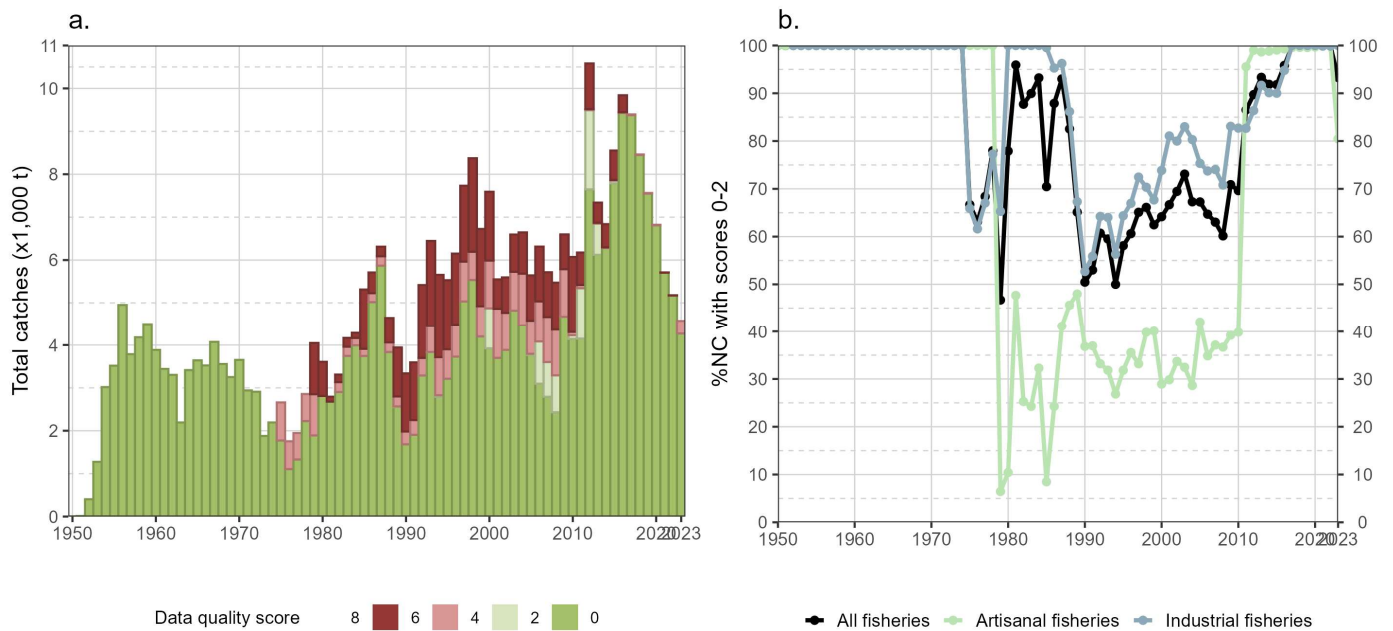 a.
Total catches (x1,000 t)
11
10
8
6
4
2
0
1950 1960 1970 1980 1990 2000 2010 2020 2023
Data quality score 8 6 4 2 0
b.
%NC with scores 0-2
100 100
90 90
80 80
70 70
60 60
50 50
40 40
30 30
20 20
10 10
0 0
1950 1960 1970 1980 1990 2000 2010 2020 2023
All fisheries Artisanal fisheries Industrial fisheries